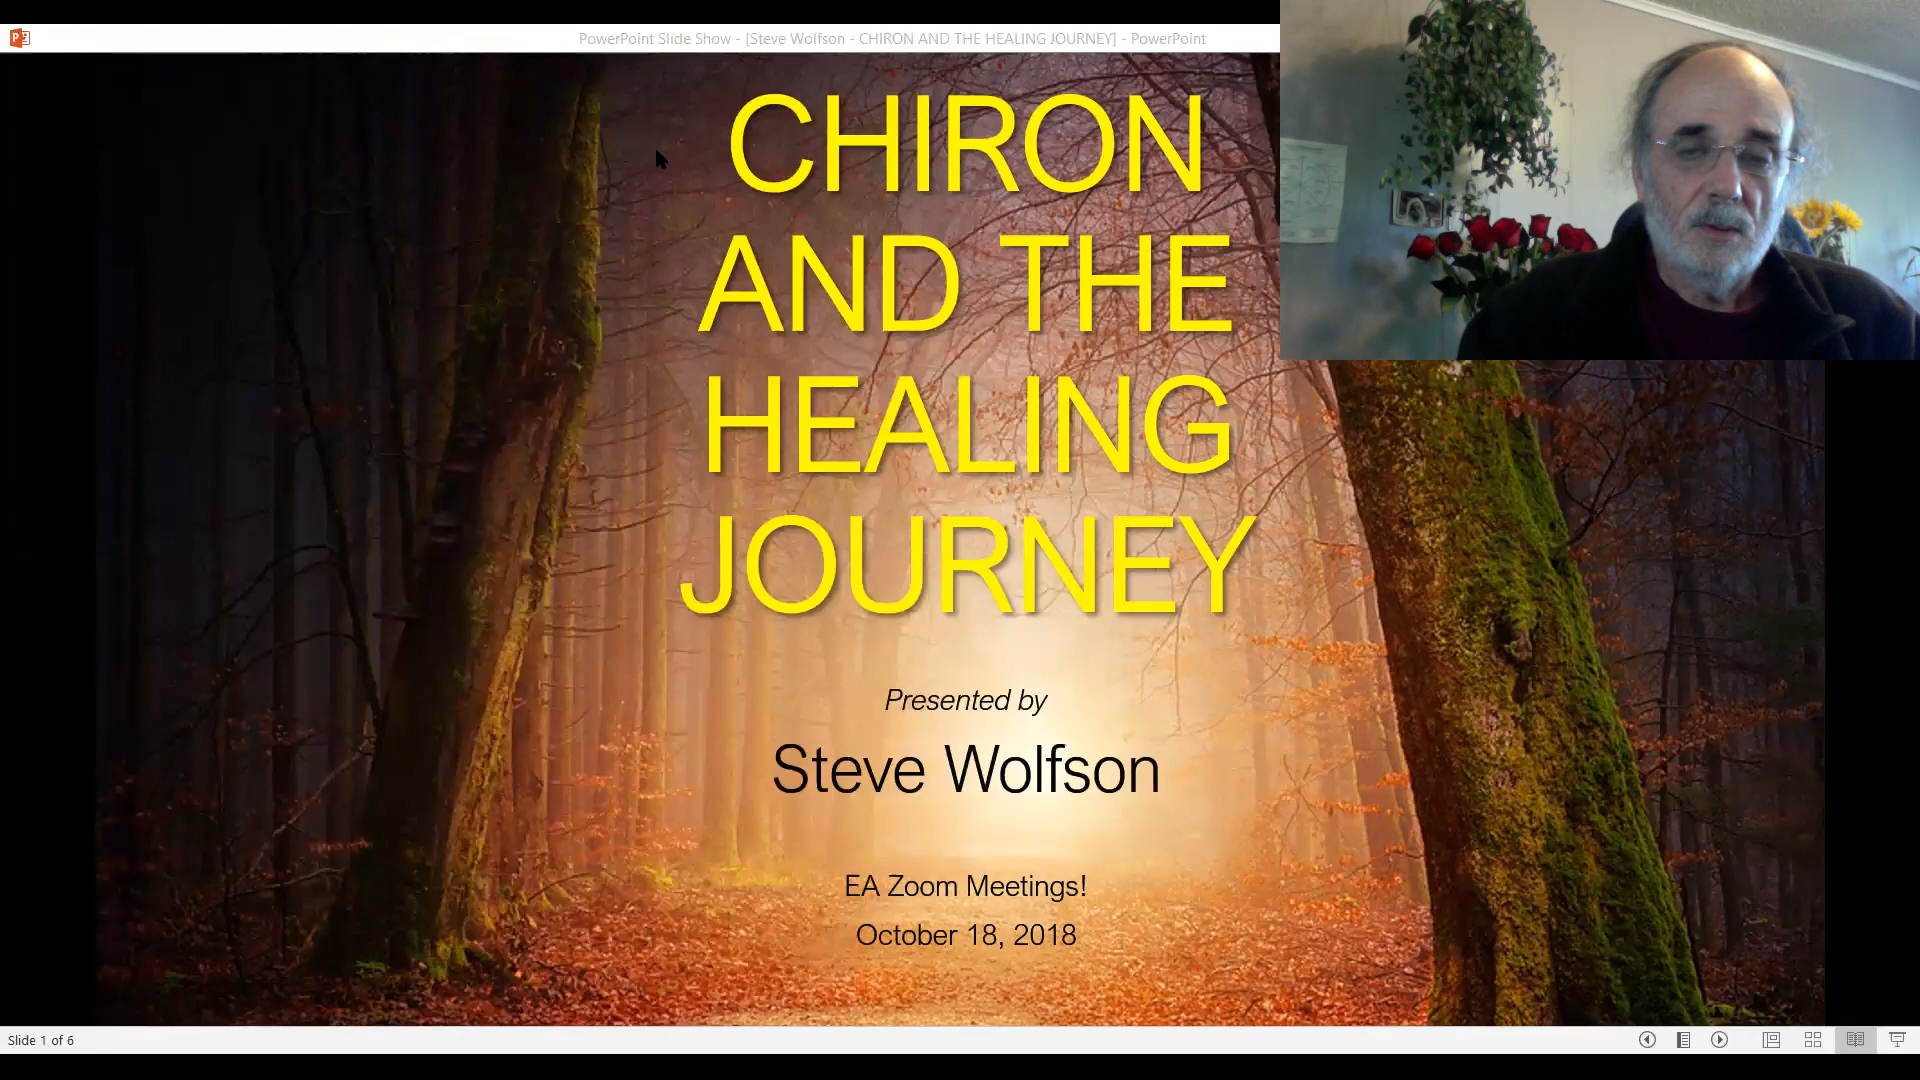 PowerPoint Slide Show - [Steve Wolfson - CHIRON AND THE HEALING JOURNEY] - PowerPoint
CHIRON
AND THE
HEALING
JOURNEY
Presented by
Steve Wolfson
EA Zoom Meetings!
October 18, 2018
Slide 1 of 6